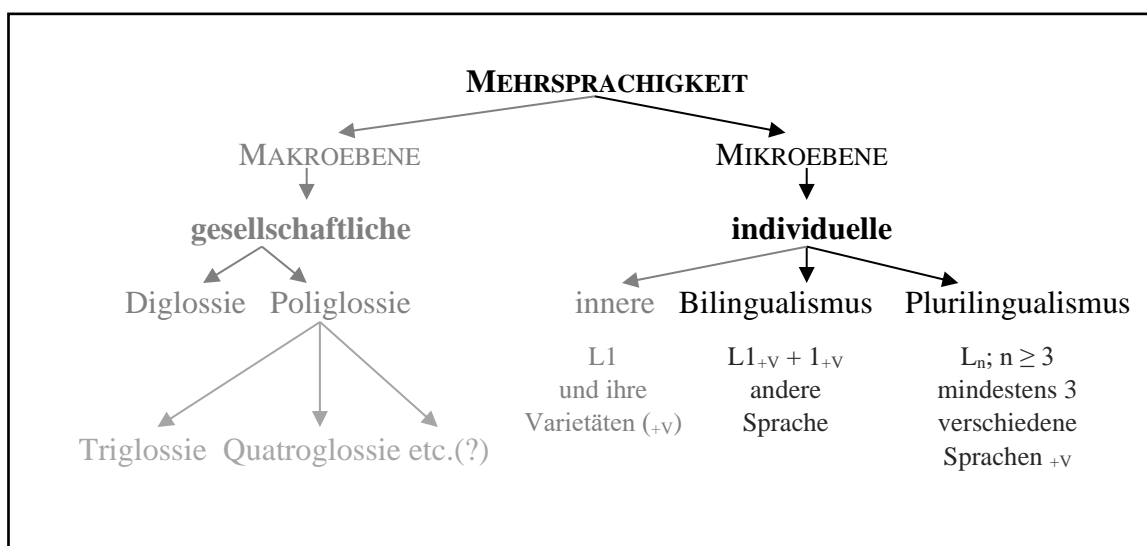 MEHRSPRACHIGKEIT
MAKROEBENE MIKROEBENE
gesellschaftliche individuelle
Diglossie Poliglossie innere Bilingualismus Plurilingualismus
L1 L1+V + 1+V Ln; n ≥ 3
und ihre andere mindestens 3
Varietäten (+V) Sprache verschiedene
Triglossie Quatroglossie etc.(?) Sprachen +V